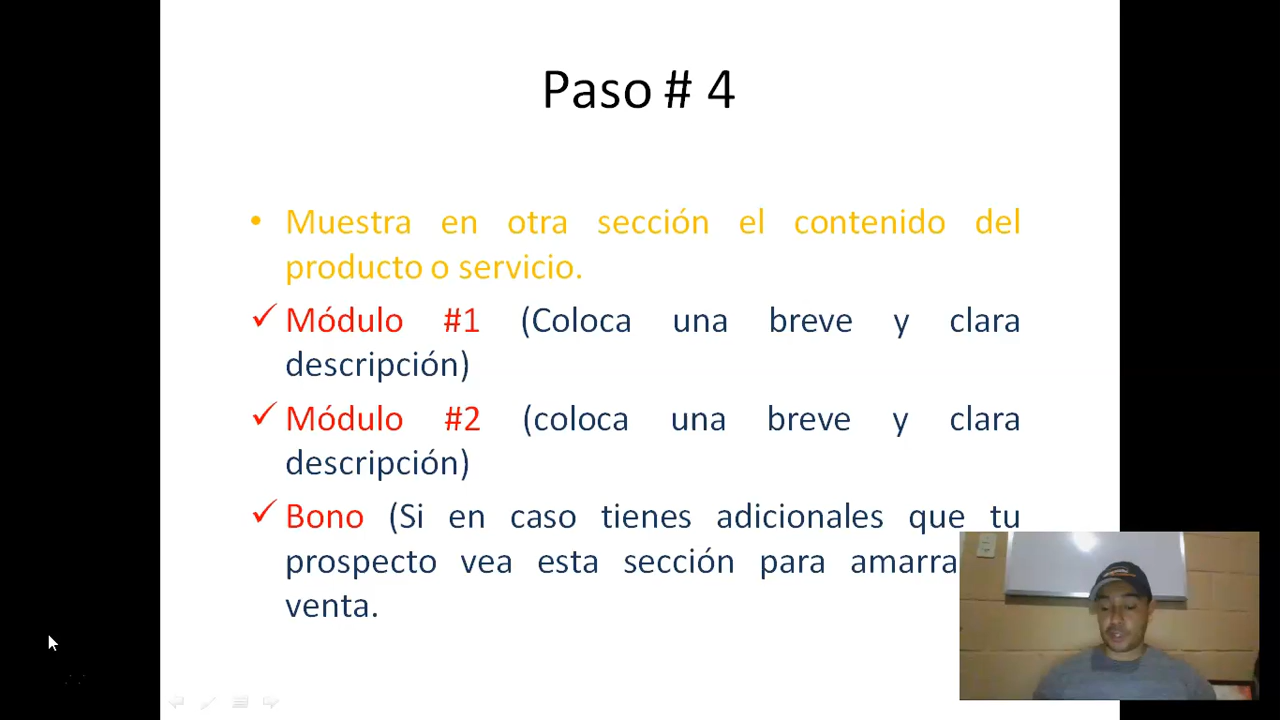 Paso # 4
• Muestra en otra sección el contenido del
producto o servicio.
✓ Módulo #1 (Coloca una breve y clara
descripción)
✓ Módulo #2 (coloca una breve y clara
descripción)
✓ Bono (Si en caso tienes adicionales que tu
prospecto vea esta sección para
venta.